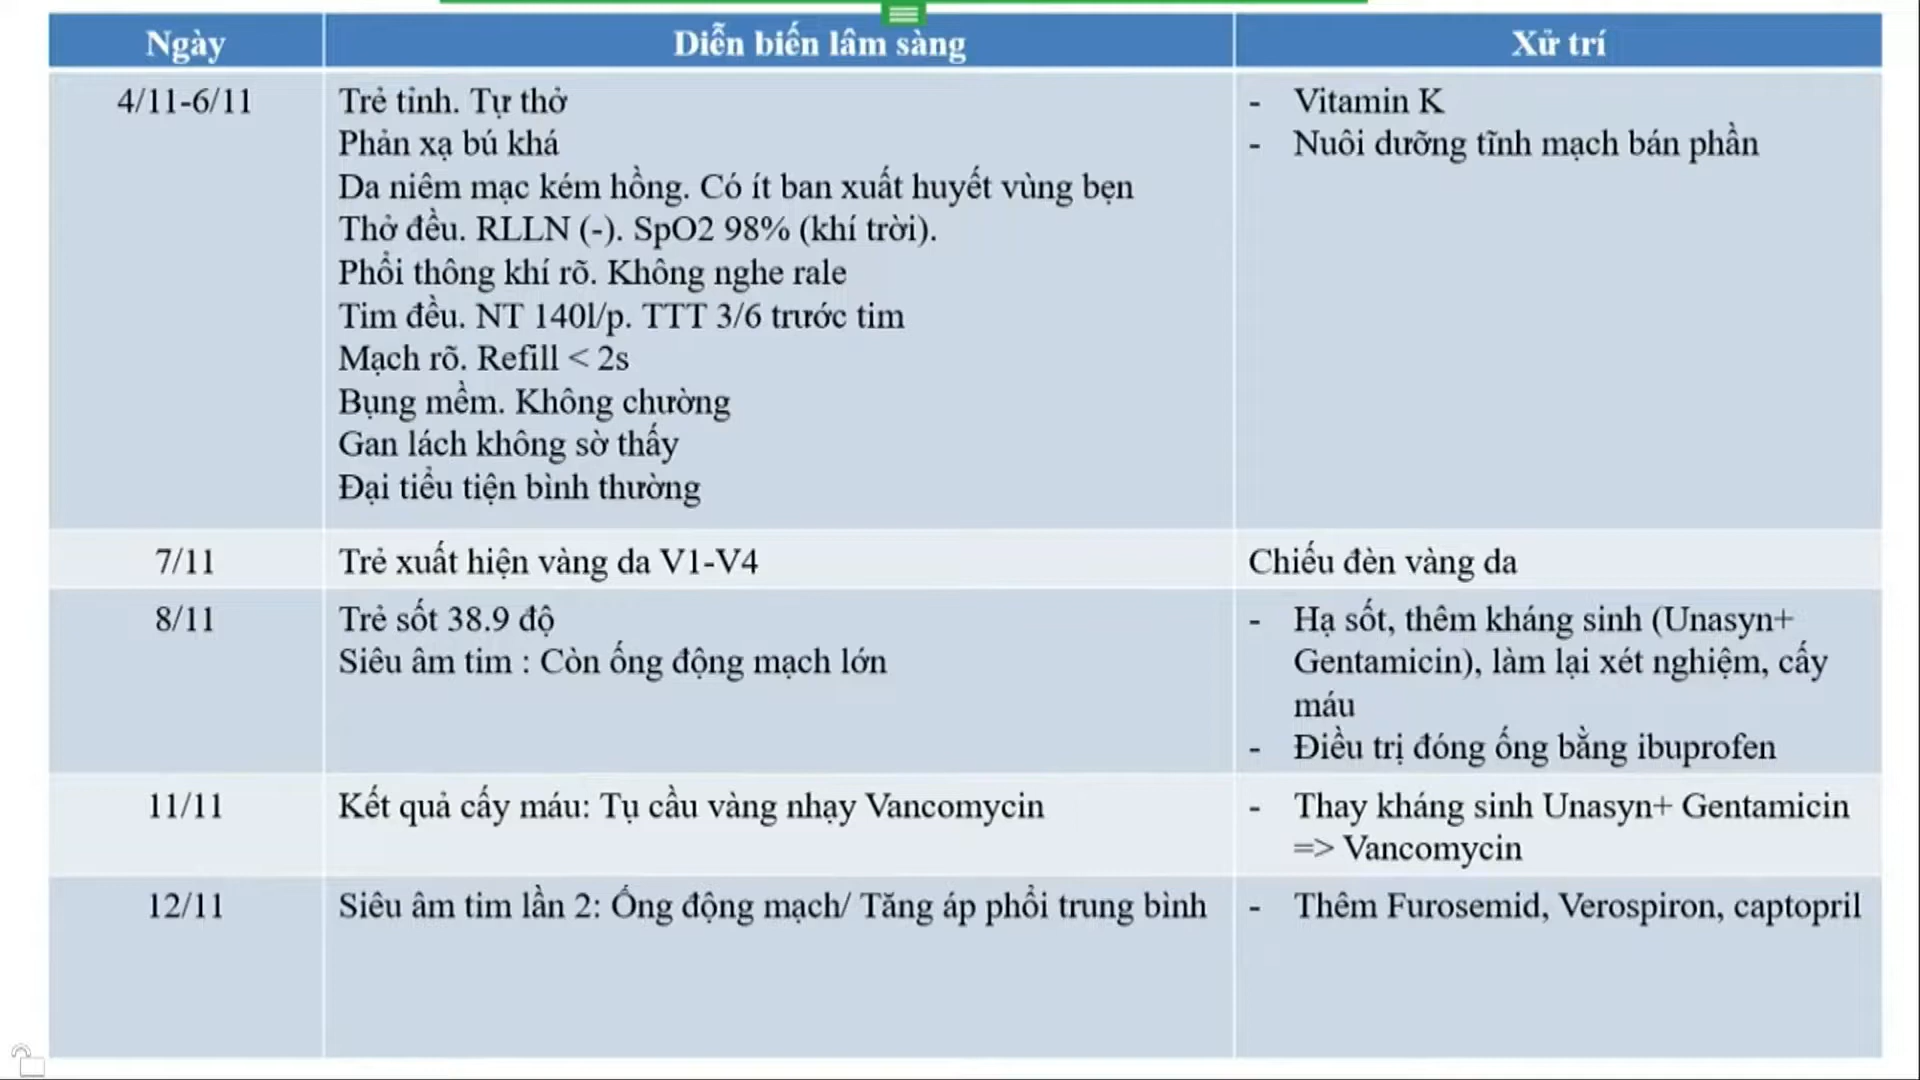 Ngày
Diễn biến lâm sàng
Xử trí
4/11-6/11
Trẻ tỉnh. Tự thở
Phản xạ bú khá
Da niêm mạc kém hồng. Có ít ban xuất huyết vùng bẹn
Thở đều. RLLN (-). SpO2 98% (khí trời).
Phổi thông khí rõ. Không nghe rale
Tim đều. NT 140l/p. TTT 3/6 trước tim
Mạch rõ. Refill < 2s
Bụng mềm. Không chường
Gan lách không sờ thấy
Đại tiểu tiện bình thường
- Vitamin K
- Nuôi dưỡng tĩnh mạch bán phần
7/11
Trẻ xuất hiện vàng da V1-V4
Chiếu đèn vàng da
8/11
Trẻ sốt 38.9 độ
Siêu âm tim : Còn ống động mạch lớn
- Hạ sốt, thêm kháng sinh (Unasyn+
Gentamicin), làm lại xét nghiệm, cấy
máu
- Điều trị đóng ống bằng ibuprofen
11/11
Kết quả cấy máu: Tụ cầu vàng nhạy Vancomycin
- Thay kháng sinh Unasyn+ Gentamicin
=> Vancomycin
12/11
Siêu âm tim lần 2: Ống động mạch/ Tăng áp phổi trung bình
- Thêm Furosemid, Verospiron, captopril